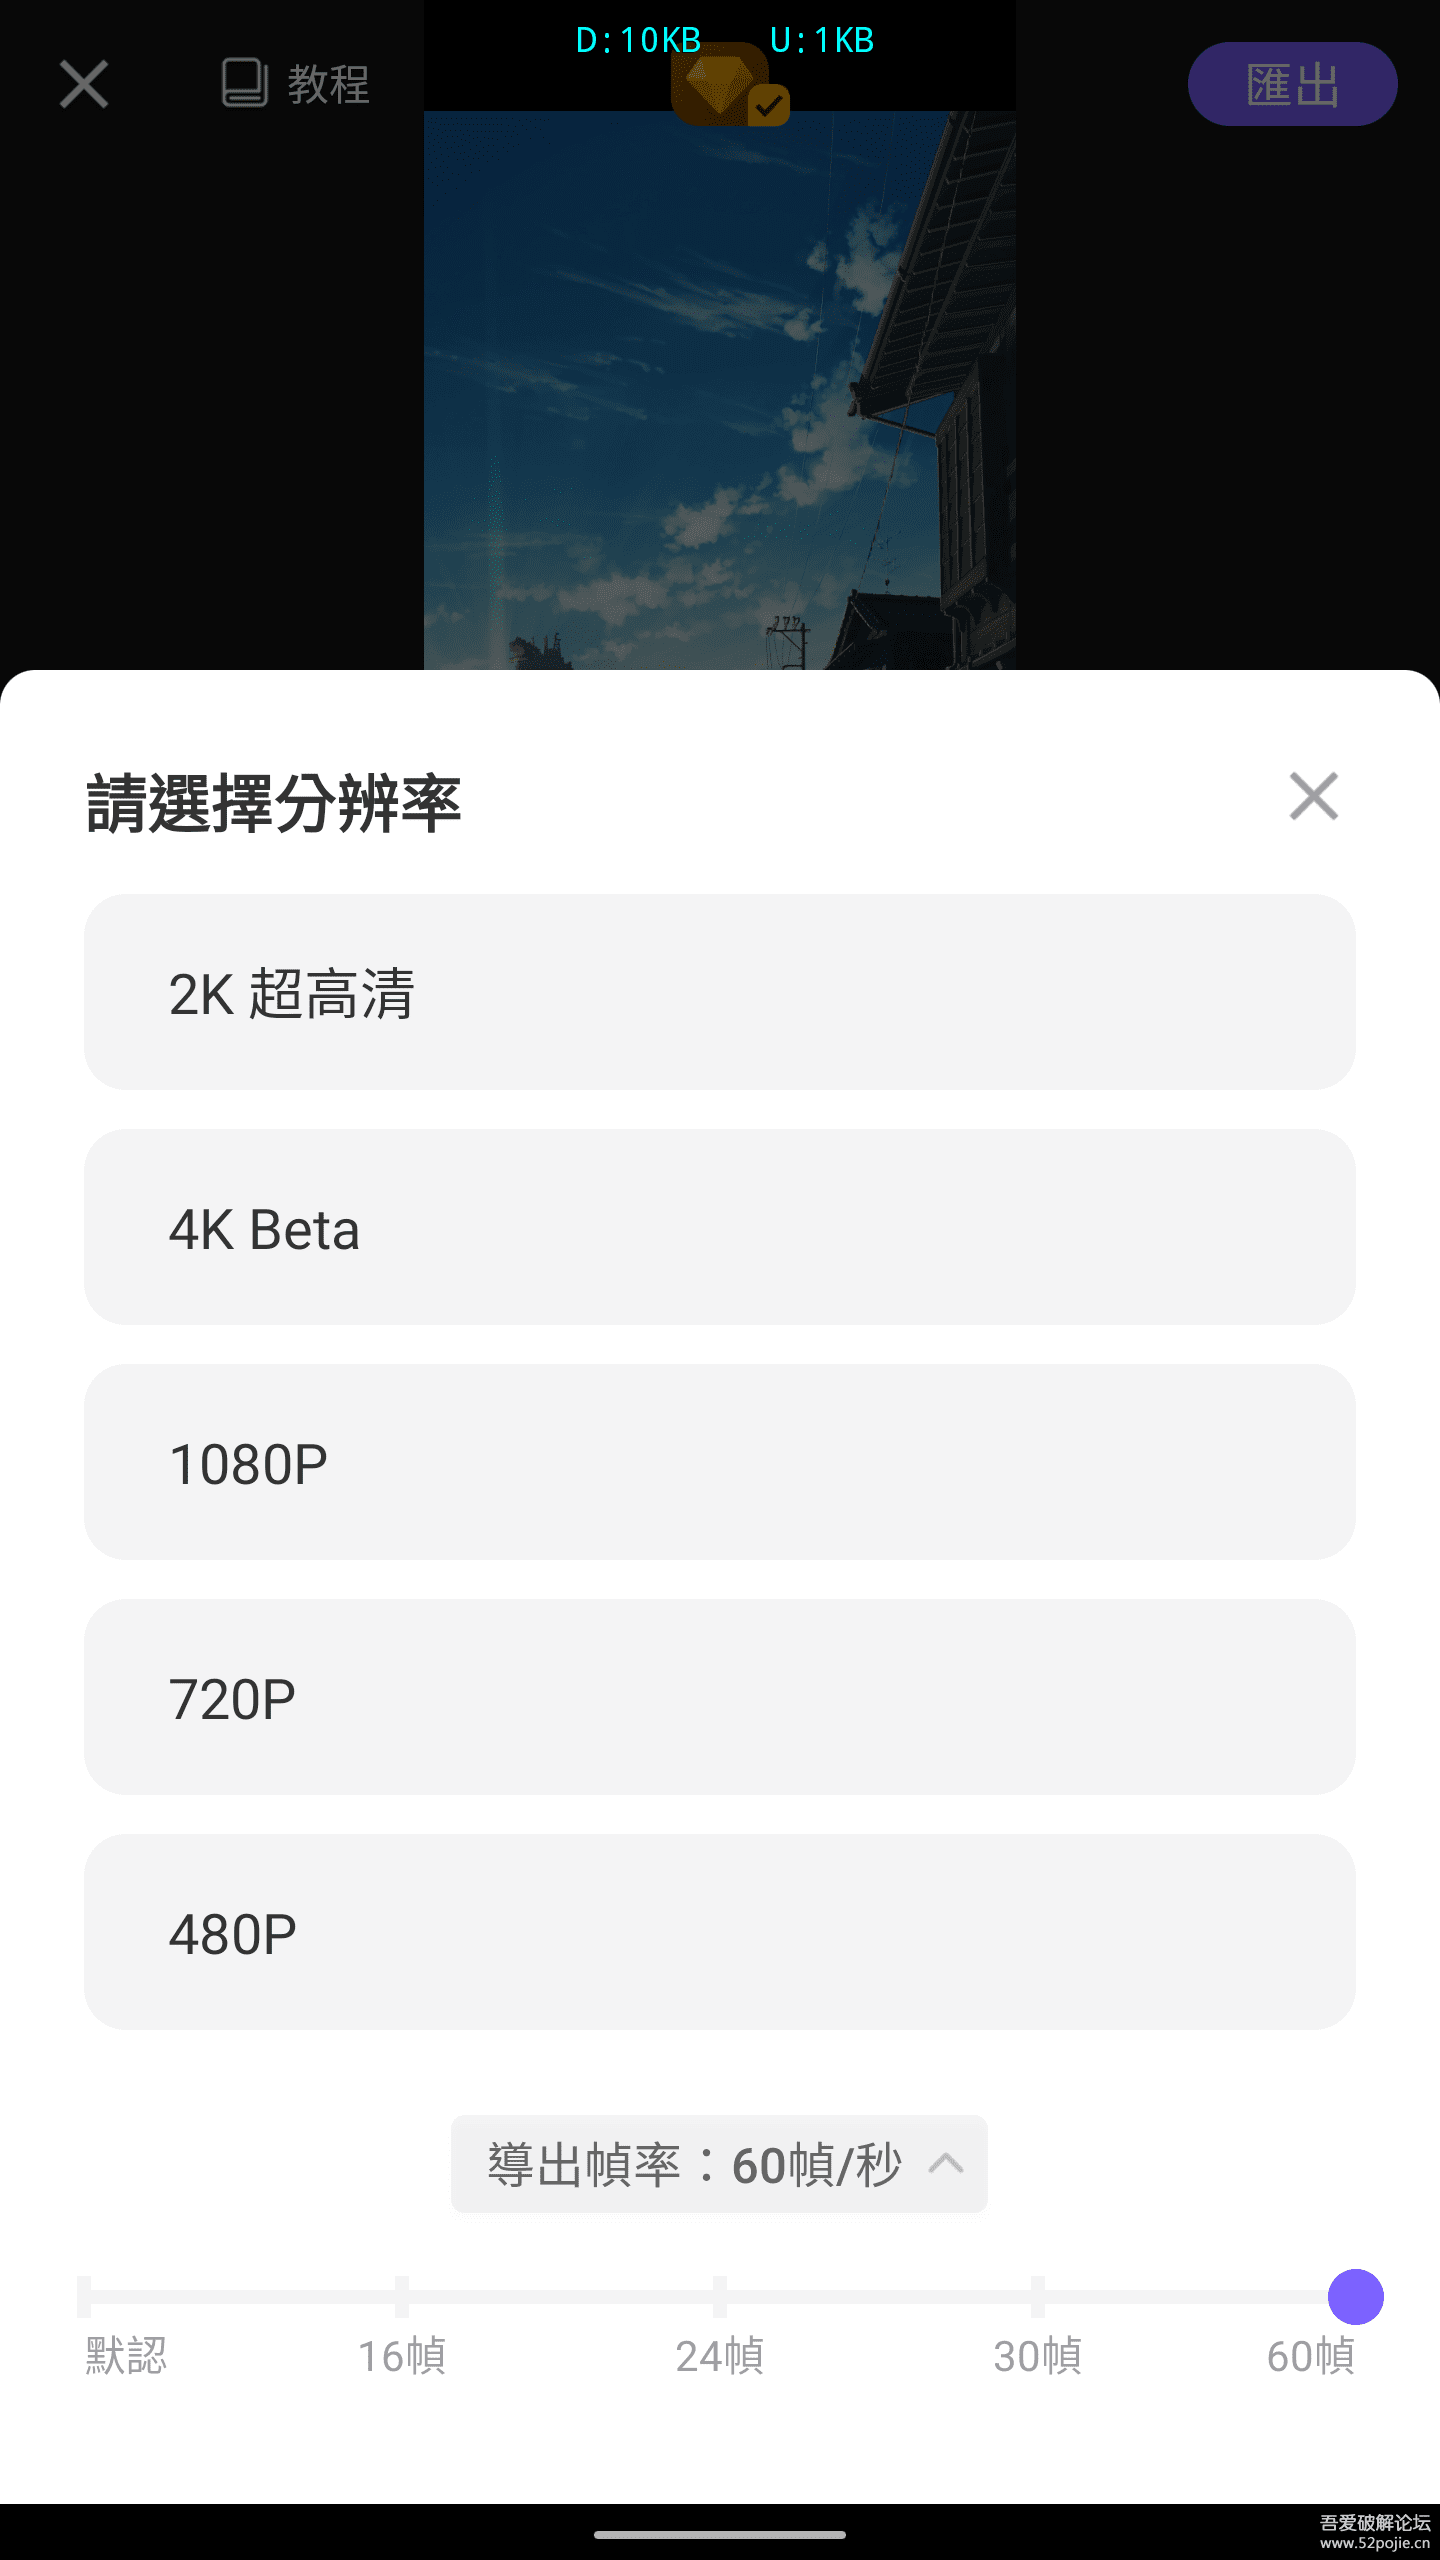 D:10KB U:1KB
教程
匯出
請選擇分辨率
2K 超高清
4K Beta
1080P
720P
480P
導出幀率：60幀/秒
默認 16幀 24幀 30幀 60幀
吾爱破解论坛
www.52pojie.cn